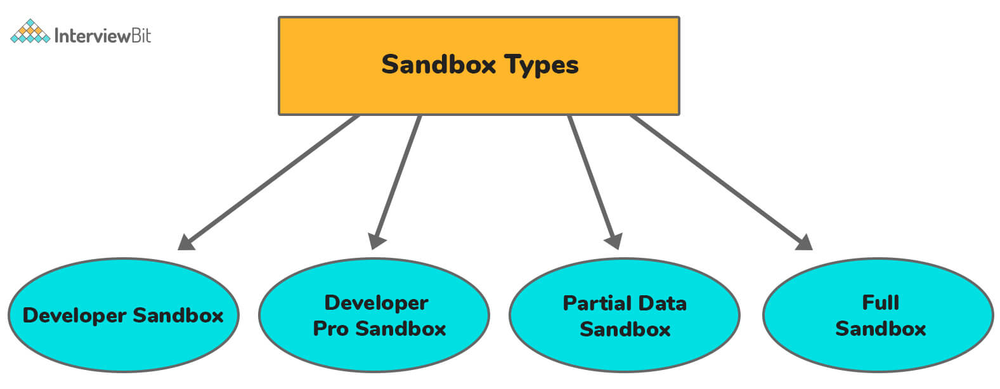 InterviewBit
Sandbox Types
Developer Sandbox
Developer
Pro Sandbox
Partial Data
Sandbox
Full
Sandbox